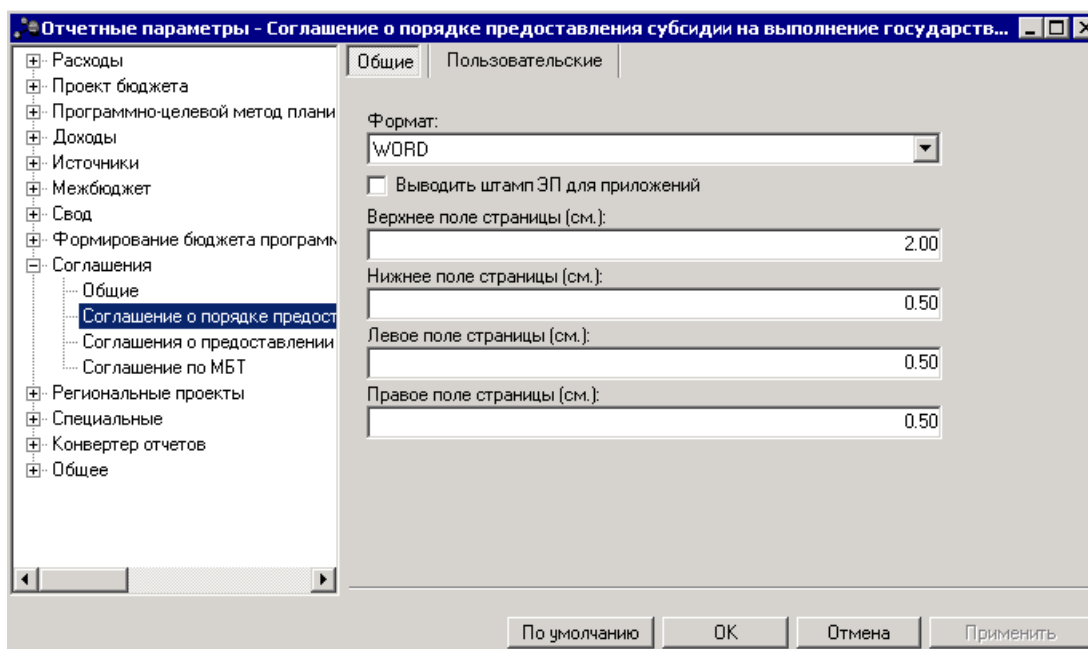 Отчетные параметры - Соглашение о порядке предоставления субсидии на выполнение государств...
Расходы
Проект бюджета
Программно-целевой метод плани
Доходы
Источники
Межбюджет
Свод
Формирование бюджета програм
Соглашения
Общие
Соглашение о порядке предост
Соглашения о предоставлении
Соглашение по МБТ
Региональные проекты
Специальные
Конвертер отчетов
Общее
Общие
Пользовательские
Формат:
WORD
Выводить штамп ЭП для приложений
Верхнее поле страницы (см.):
2.00
Нижнее поле страницы (см.):
0.50
Левое поле страницы (см.):
0.50
Правое поле страницы (см.):
0.50
По умолчанию
OK
Отмена
Применить